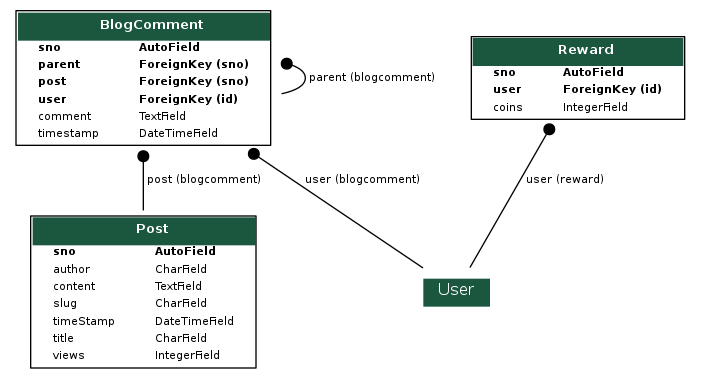 BlogComment
sno AutoField
parent ForeignKey (sno)
post ForeignKey (sno)
user ForeignKey (id)
comment TextField
timestamp DateTimeField
parent (blogcomment)
Reward
sno AutoField
user ForeignKey (id)
coins IntegerField
post (blogcomment)
user (blogcomment)
user (reward)
Post
sno AutoField
author CharField
content TextField
slug CharField
timeStamp DateTimeField
title CharField
views IntegerField
User